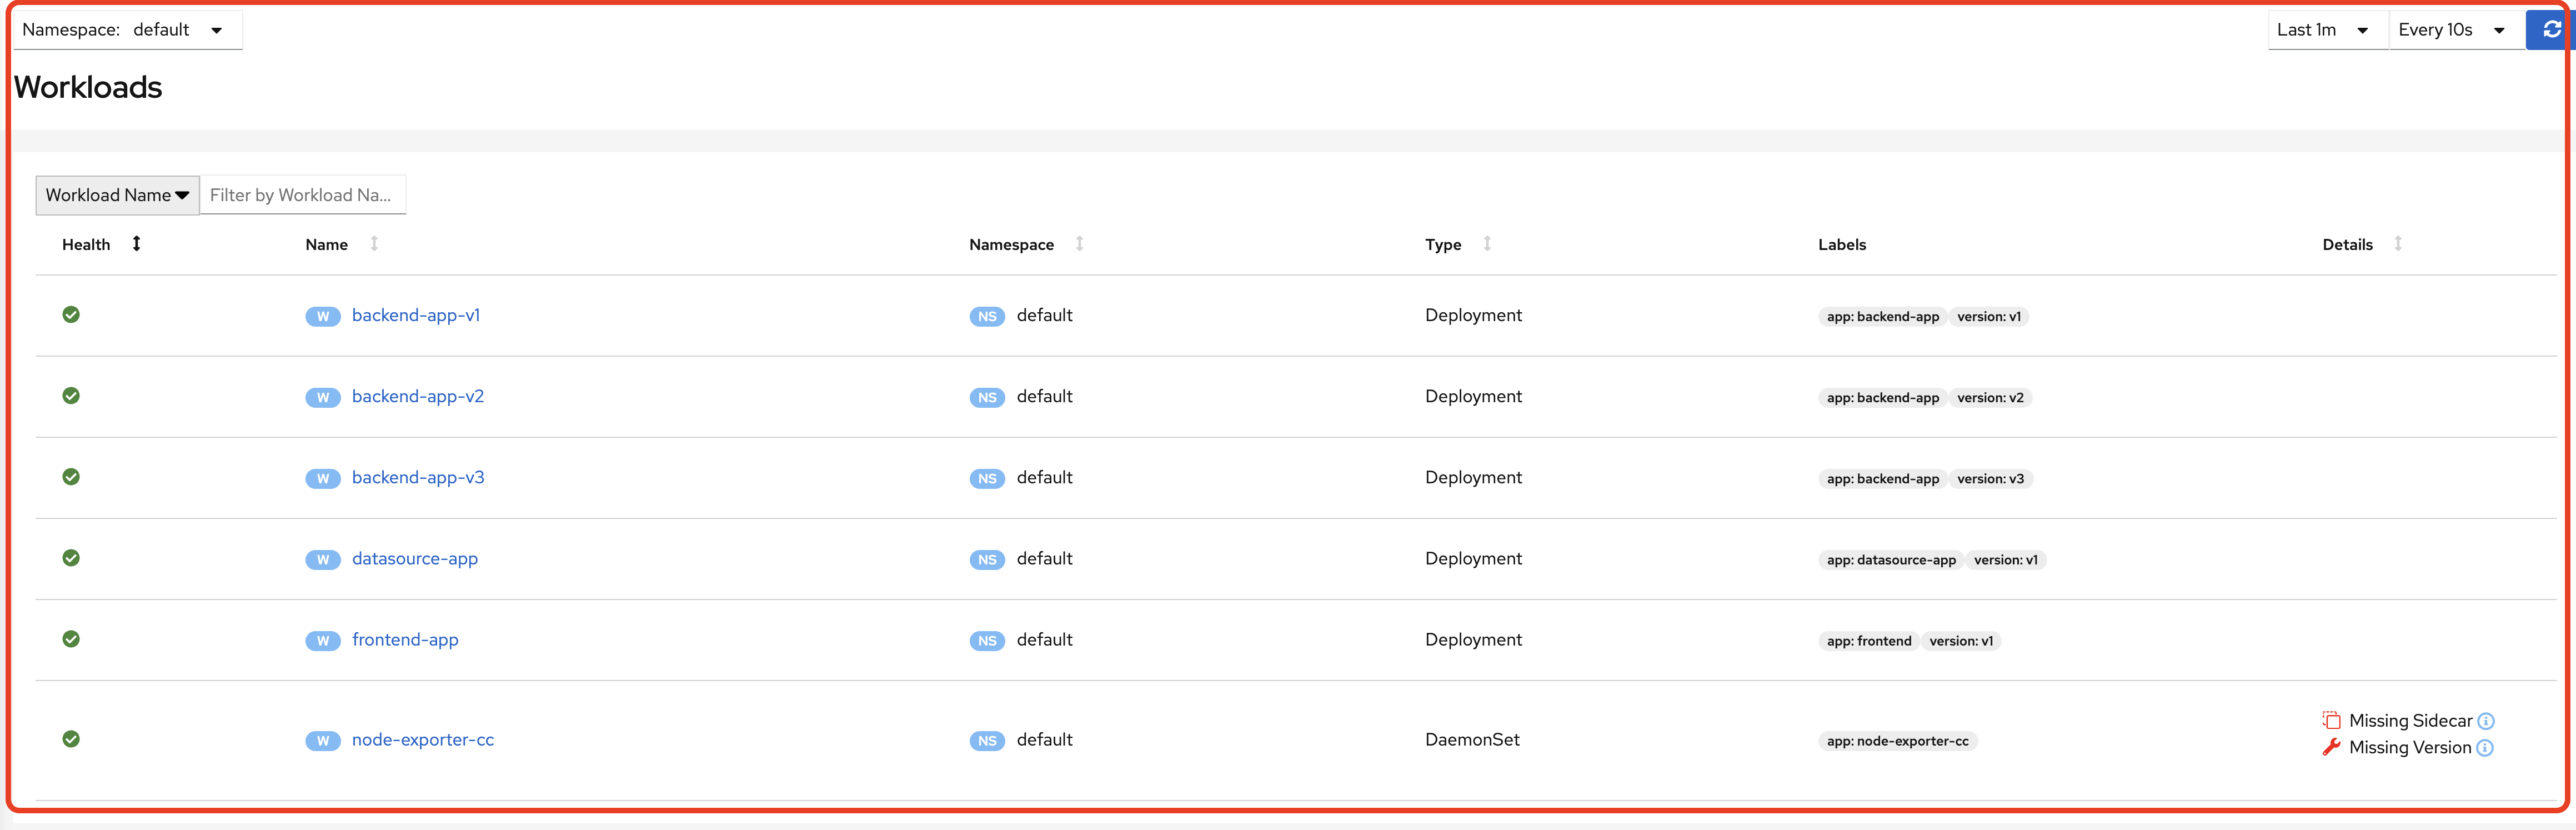 Namespace: default Last 1m Every 10s
Workloads
Workload Name Filter by Workload Na...
Health Name Namespace Type Labels Details
W backend-app-v1 NS default Deployment app: backend-app version: v1
W backend-app-v2 NS default Deployment app: backend-app version: v2
W backend-app-v3 NS default Deployment app: backend-app version: v3
W datasource-app NS default Deployment app: datasource-app version: v1
W frontend-app NS default Deployment app: frontend version: v1
Missing Sidecar
W node-exporter-cc NS default DaemonSet app: node-exporter-cc
Missing Version